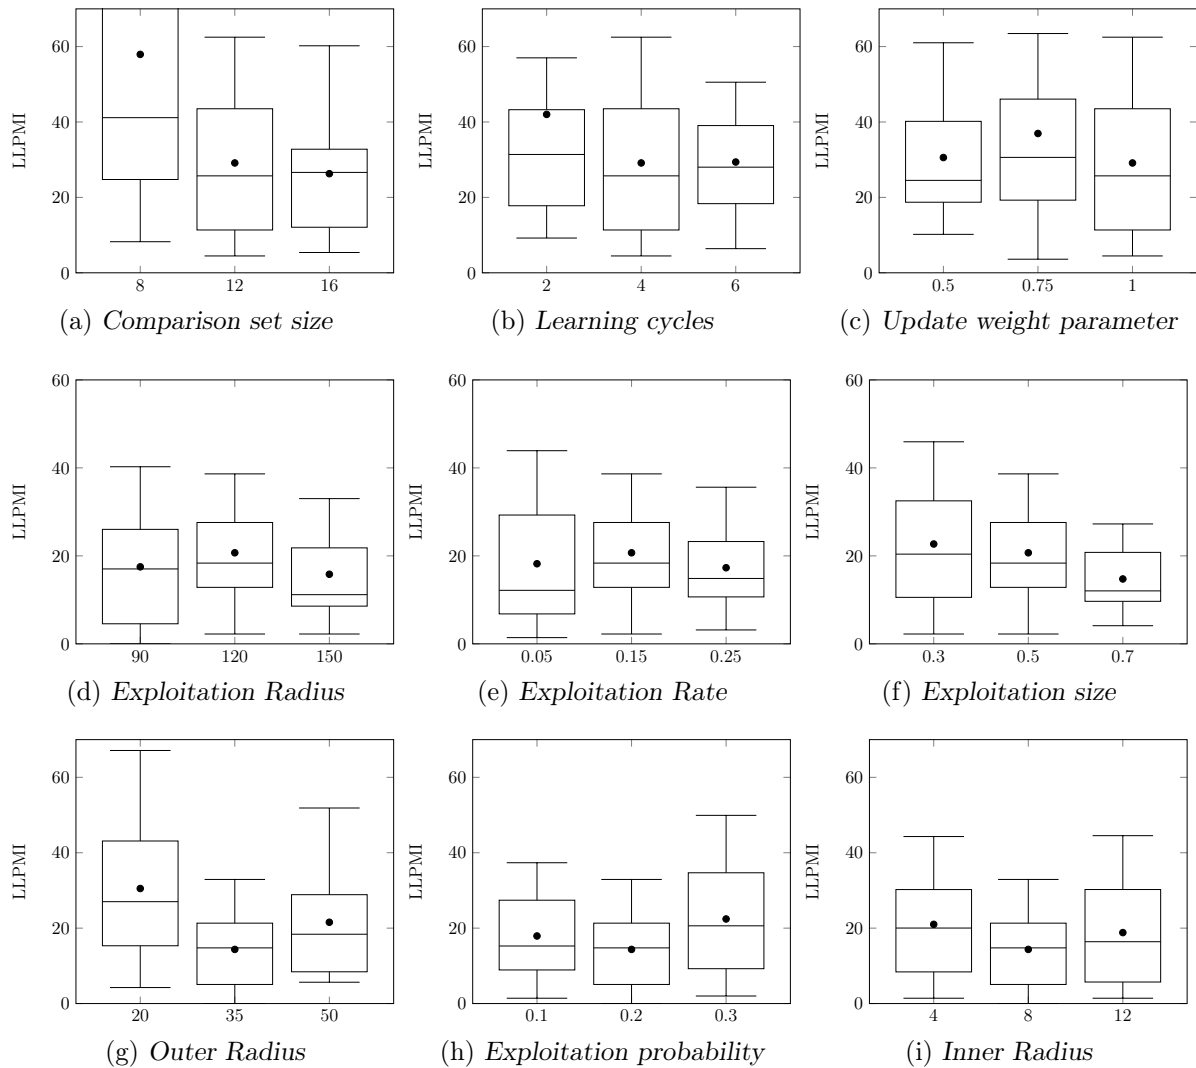 60
40
20
0
LLPMI
8 12 16
(a) Comparison set size
60
40
20
0
LLPMI
2 4 6
(b) Learning cycles
60
40
20
0
LLPMI
0.5 0.75 1
(c) Update weight parameter
60
40
20
0
LLPMI
90 120 150
(d) Exploitation Radius
60
40
20
0
LLPMI
0.05 0.15 0.25
(e) Exploitation Rate
60
40
20
0
LLPMI
0.3 0.5 0.7
(f) Exploitation size
60
40
20
0
LLPMI
20 35 50
(g) Outer Radius
60
40
20
0
LLPMI
0.1 0.2 0.3
(h) Exploitation probability
60
40
20
0
LLPMI
4 8 12
(i) Inner Radius